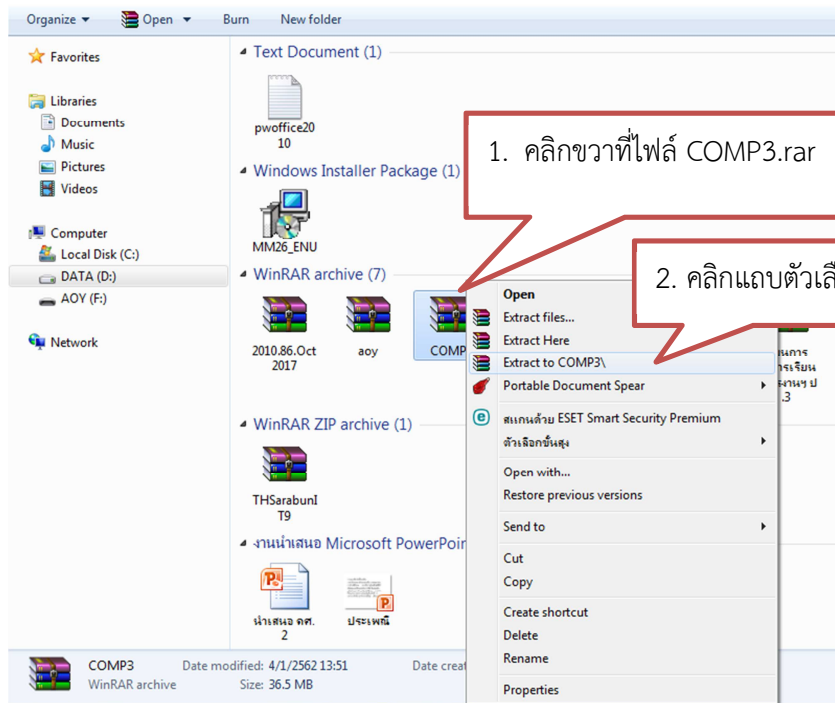 Organize Open Burn New folder
Favorites
Libraries
Documents
Music
Pictures
Videos
Computer
Local Disk (C:)
DATA (D:)
AOY (F:)
Network
Text Document (1)
pwoffice20
10
Windows Installer Package (1)
MM26_ENU
WinRAR archive (7)
2010.86.Oct
2017
aoy
COMP
WinRAR ZIP archive (1)
THSarabunI
T9
งานนำเสนอ Microsoft PowerPoin
นำเสนอ คศ.
2
ประเพณี
1. คลิกขวาที่ไฟล์ COMP3.rar
2. คลิกแถบตัวเลื
Open
Extract files...
Extract Here
Extract to COMP3\
Portable Document Spear
สแกนด้วย ESET Smart Security Premium
ตัวเลือกขั้นสูง
Open with...
Restore previous versions
Send to
Cut
Copy
Create shortcut
Delete
Rename
Properties
.3
COMP3 Date modified: 4/1/2562 13:51 Date creat
WinRAR archive Size: 36.5 MB